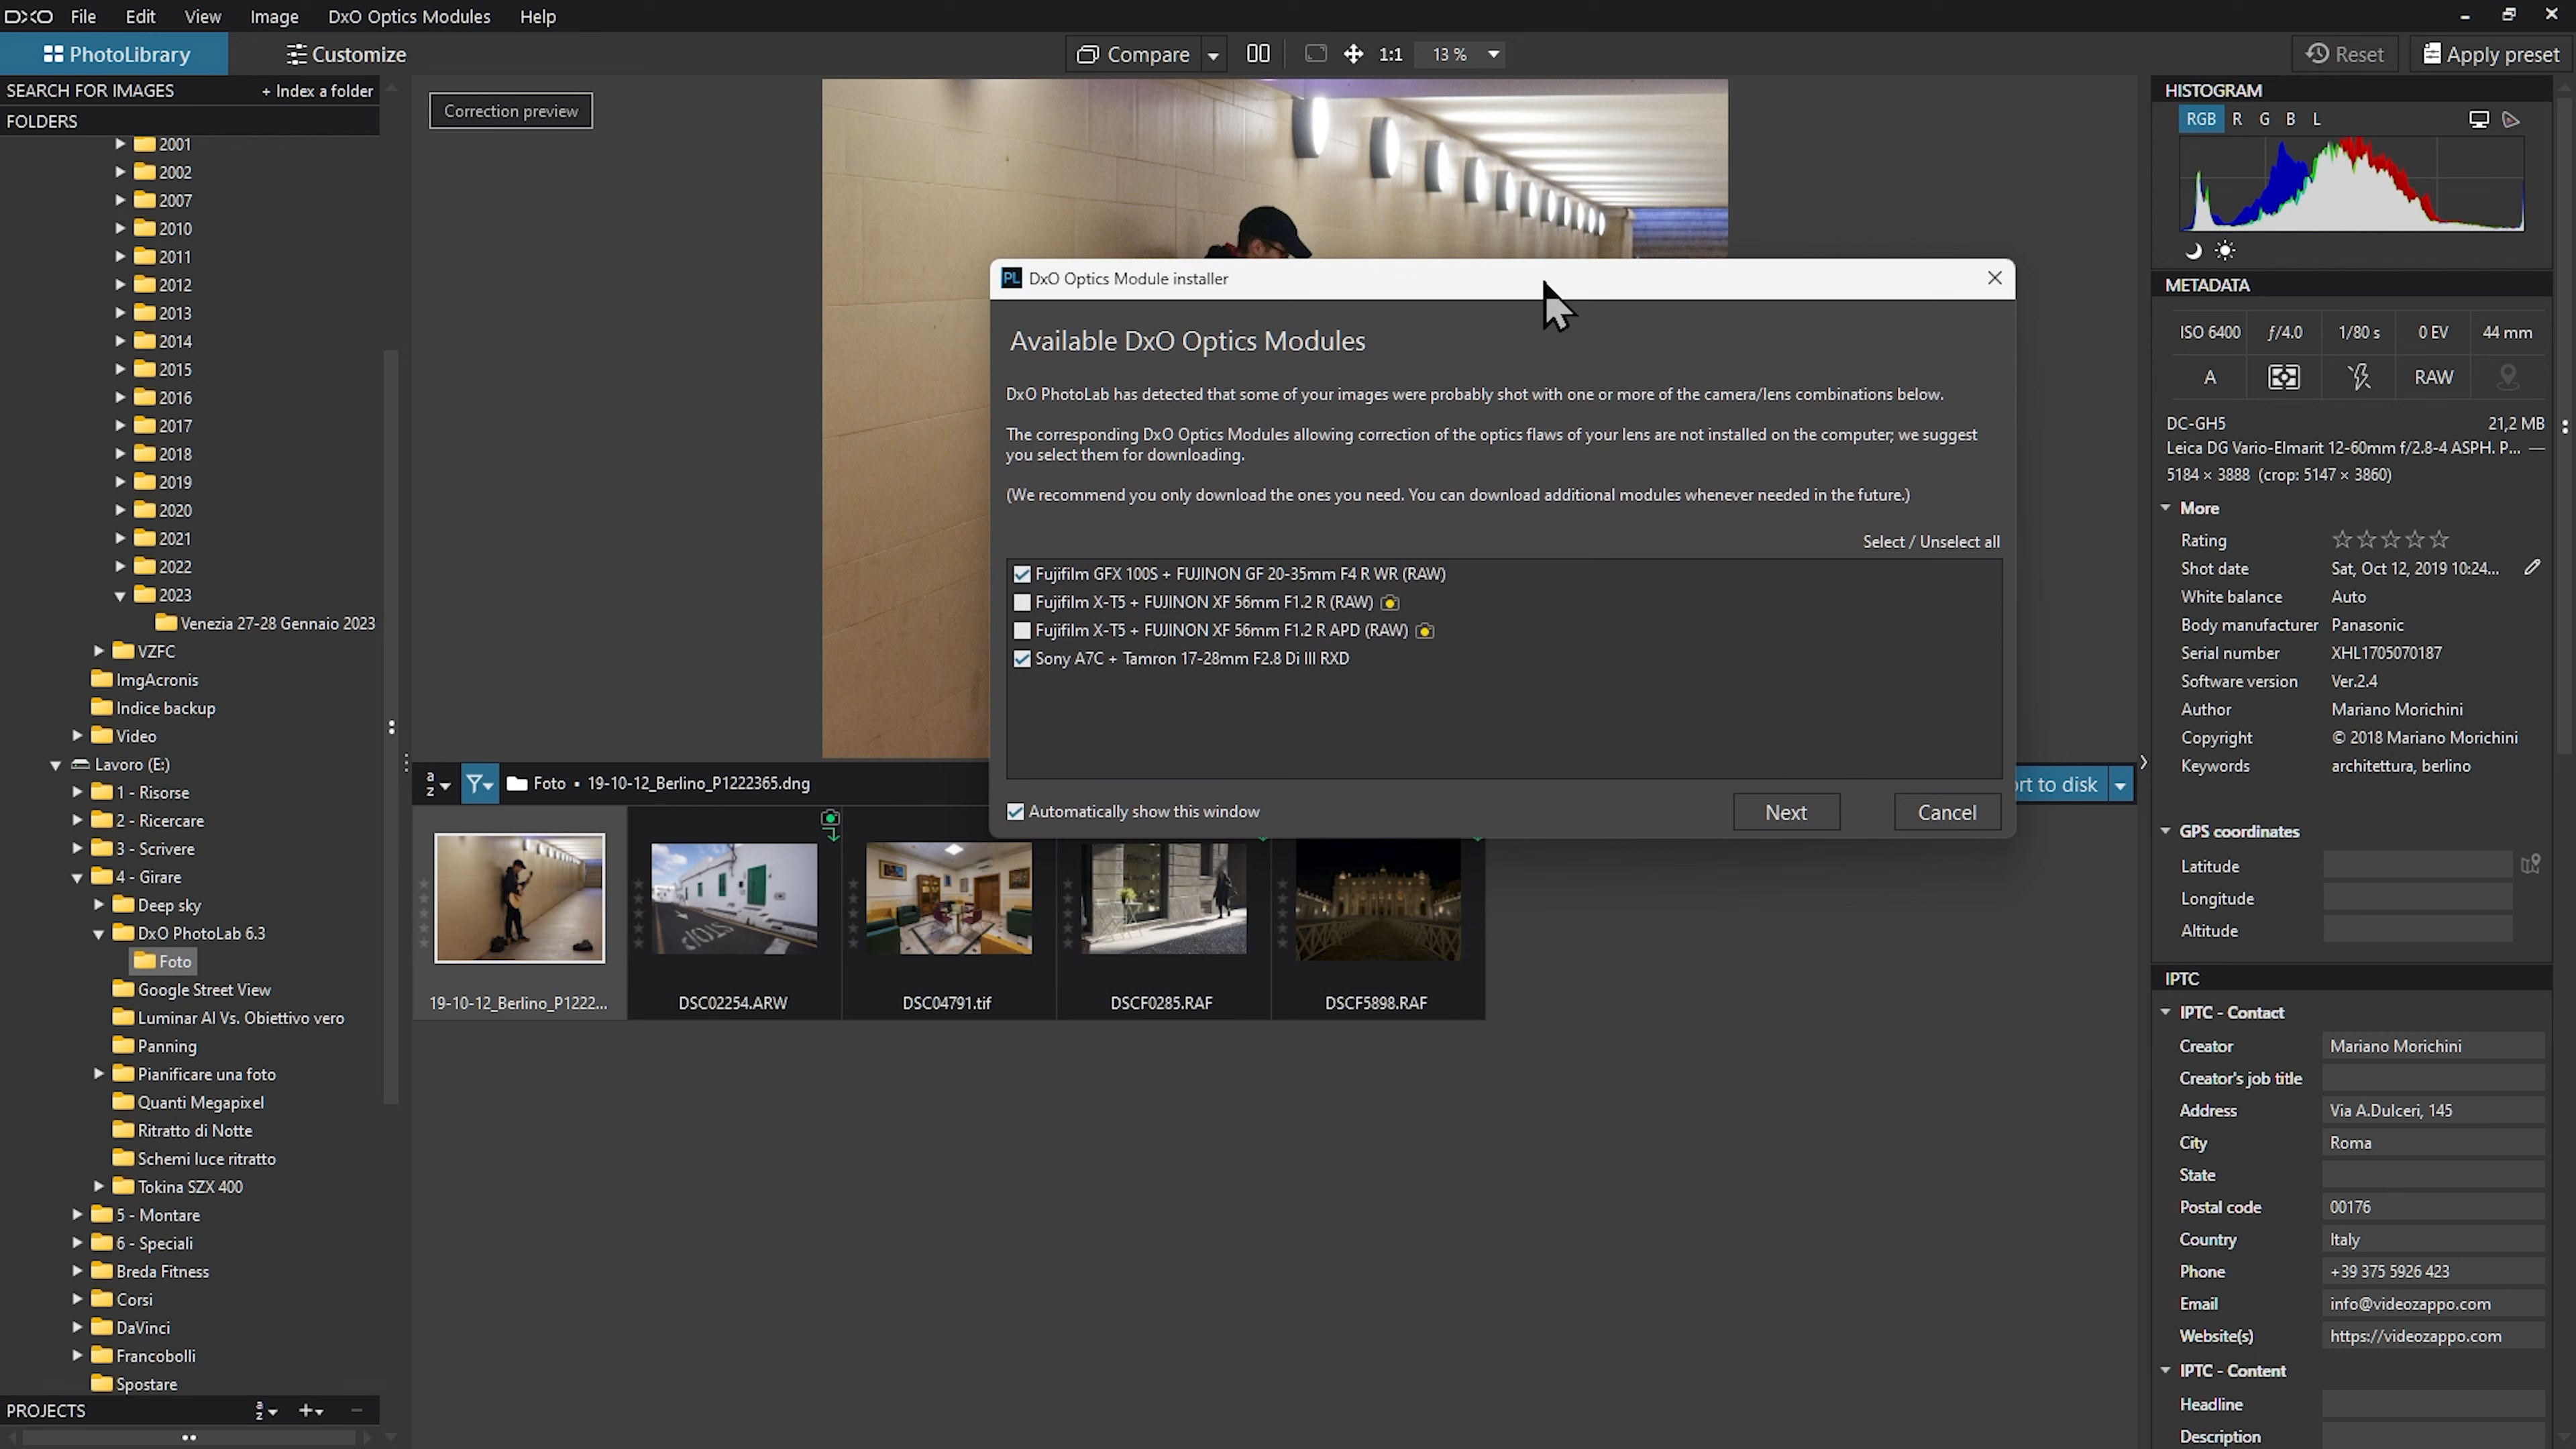 DXO File Edit View Image DxO Optics Modules Help
PhotoLibrary Customize Compare 1:1 13 % Reset Apply preset
SEARCH FOR IMAGES + Index a folder
FOLDERS
2001
2002
2007
2010
2011
2012
2013
2014
2015
2016
2017
2018
2019
2020
2021
2022
2023
Venezia 27-28 Gennaio 2023
VZFC
ImgAcronis
Indice backup
Video
Lavoro (E:)
1 - Risorse
2 - Ricercare
3 - Scrivere
4 - Girare
Deep sky
DxO PhotoLab 6.3
Foto
Google Street View
Luminar AI Vs. Obiettivo vero
Panning
Pianificare una foto
Quanti Megapixel
Ritratto di Notte
Schemi luce ritratto
Tokina SZX 400
5 - Montare
6 - Speciali
Breda Fitness
Corsi
DaVinci
Francobolli
Spostare
PROJECTS
Correction preview
PL DxO Optics Module installer
Available DxO Optics Modules
DxO PhotoLab has detected that some of your images were probably shot with one or more of the camera/lens combinations below.
The corresponding DxO Optics Modules allowing correction of the optics flaws of your lens are not installed on the computer; we suggest
you select them for downloading.
(We recommend you only download the ones you need. You can download additional modules whenever needed in the future.)
Select / Unselect all
Fujifilm GFX 100S + FUJINON GF 20-35mm F4 R WR (RAW)
Fujifilm X-T5 + FUJINON XF 56mm F1.2 R (RAW)
Fujifilm X-T5 + FUJINON XF 56mm F1.2 R APD (RAW)
Sony A7C + Tamron 17-28mm F2.8 Di III RXD
Automatically show this window Next Cancel
Foto • 19-10-12_Berlino_P1222365.dng
rt to disk
STOP
19-10-12_Berlino_P1222... DSC02254.ARW DSC04791.tif DSCF0285.RAF DSCF5898.RAF
HISTOGRAM
RGB R G B L
METADATA
ISO 6400 ƒ/4.0 1/80 s 0 EV 44 mm
A RAW
DC-GH5 21,2 MB
Leica DG Vario-Elmarit 12-60mm f/2.8-4 ASPH. P... —
5184 × 3888 (crop: 5147 × 3860)
More
Rating
Shot date Sat, Oct 12, 2019 10:24...
White balance Auto
Body manufacturer Panasonic
Serial number XHL1705070187
Software version Ver.2.4
Author Mariano Morichini
Copyright © 2018 Mariano Morichini
Keywords architettura, berlino
GPS coordinates
Latitude
Longitude
Altitude
IPTC
IPTC - Contact
Creator Mariano Morichini
Creator's job title
Address Via A.Dulceri, 145
City Roma
State
Postal code 00176
Country Italy
Phone +39 375 5926 423
Email info@videozappo.com
Website(s) https://videozappo.com
IPTC - Content
Headline
Description